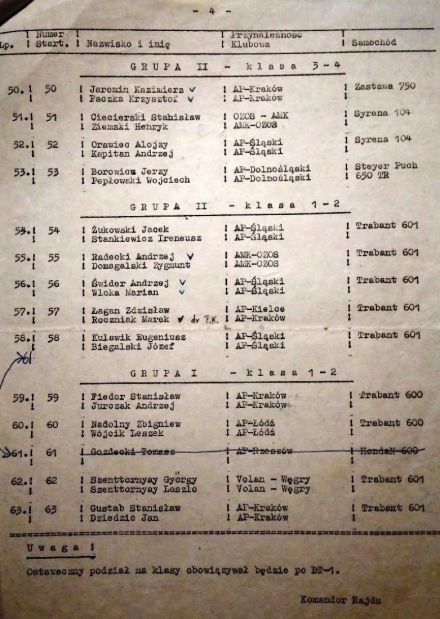 - 4 -
Lp. ! Numer Start. ! Nazwisko i imię ! Przynależność Klubowa ! Samochód
GRUPA II - klasa 3-4
50. ! 50 ! Jaromin Kazimierz ! AP-Kraków ! Zastawa 750
! Paczka Krzysztof ! AP-Kraków
51. ! 51 ! Ciecierski Stanisław ! OZOS - AMK ! Syrena 104
! Ziemski Henryk ! AMK-OZOS
52. ! 52 ! Orawiec Alojzy ! AP-Śląski ! Syrena 104
! Kapitan Andrzej ! AP-Śląski
53. ! 53 ! Borowicz Jerzy ! AP-Dolnośląski ! Steyer Puch
! Pepłowski Wojciech ! AP-Dolnośląski ! 650 TR
GRUPA II - klasa 1-2
54. ! 54 ! Żukowski Jacek ! AP-Śląski ! Trabant 601
! Stankiewicz Ireneusz ! AP-Śląski
55. ! 55 ! Radecki Andrzej ! AMK-OZOS ! Trabant 601
! Domagalski Zygmunt ! AMK-OZOS
56. ! 56 ! Świder Andrzej ! AP-Śląski ! Trabant 601
! Wloka Marian ! AP-Śląski
57. ! 57 ! Łagan Zdzisław ! AP-Kielce ! Trabant 601
! Roczniak Marek ! AP-Kraków
58. ! 58 ! Kulawik Eugeniusz ! AP-Śląski ! Trabant 601
! Biegalski Józef ! AP-Śląski
61
GRUPA I - klasa 1-2
59. ! 59 ! Fiedor Stanisław ! AP-Kraków ! Trabant 600
! Jurczak Andrzej ! AP-Kraków
60. ! 60 ! Nadolny Zbigniew ! AP-Łódź ! Trabant 600
! Wójcik Leszek ! AP-Łódź
61. ! 61 ! Gozdecki Tomasz ! AP-Rzeszów ! 600
62. ! 62 ! Szenttornyay György ! Volan - Węgry ! Trabant 601
! Szenttornyay Laszlo ! Volan - Węgry
63. ! 63 ! Gustab Stanisław ! AP-Kraków ! Trabant 601
! Dziedzic Jan ! AP-Kraków
Uwaga !
Ostateczny podział na klasy obowiązywał będzie po BT-1.
Komandor Rajdu